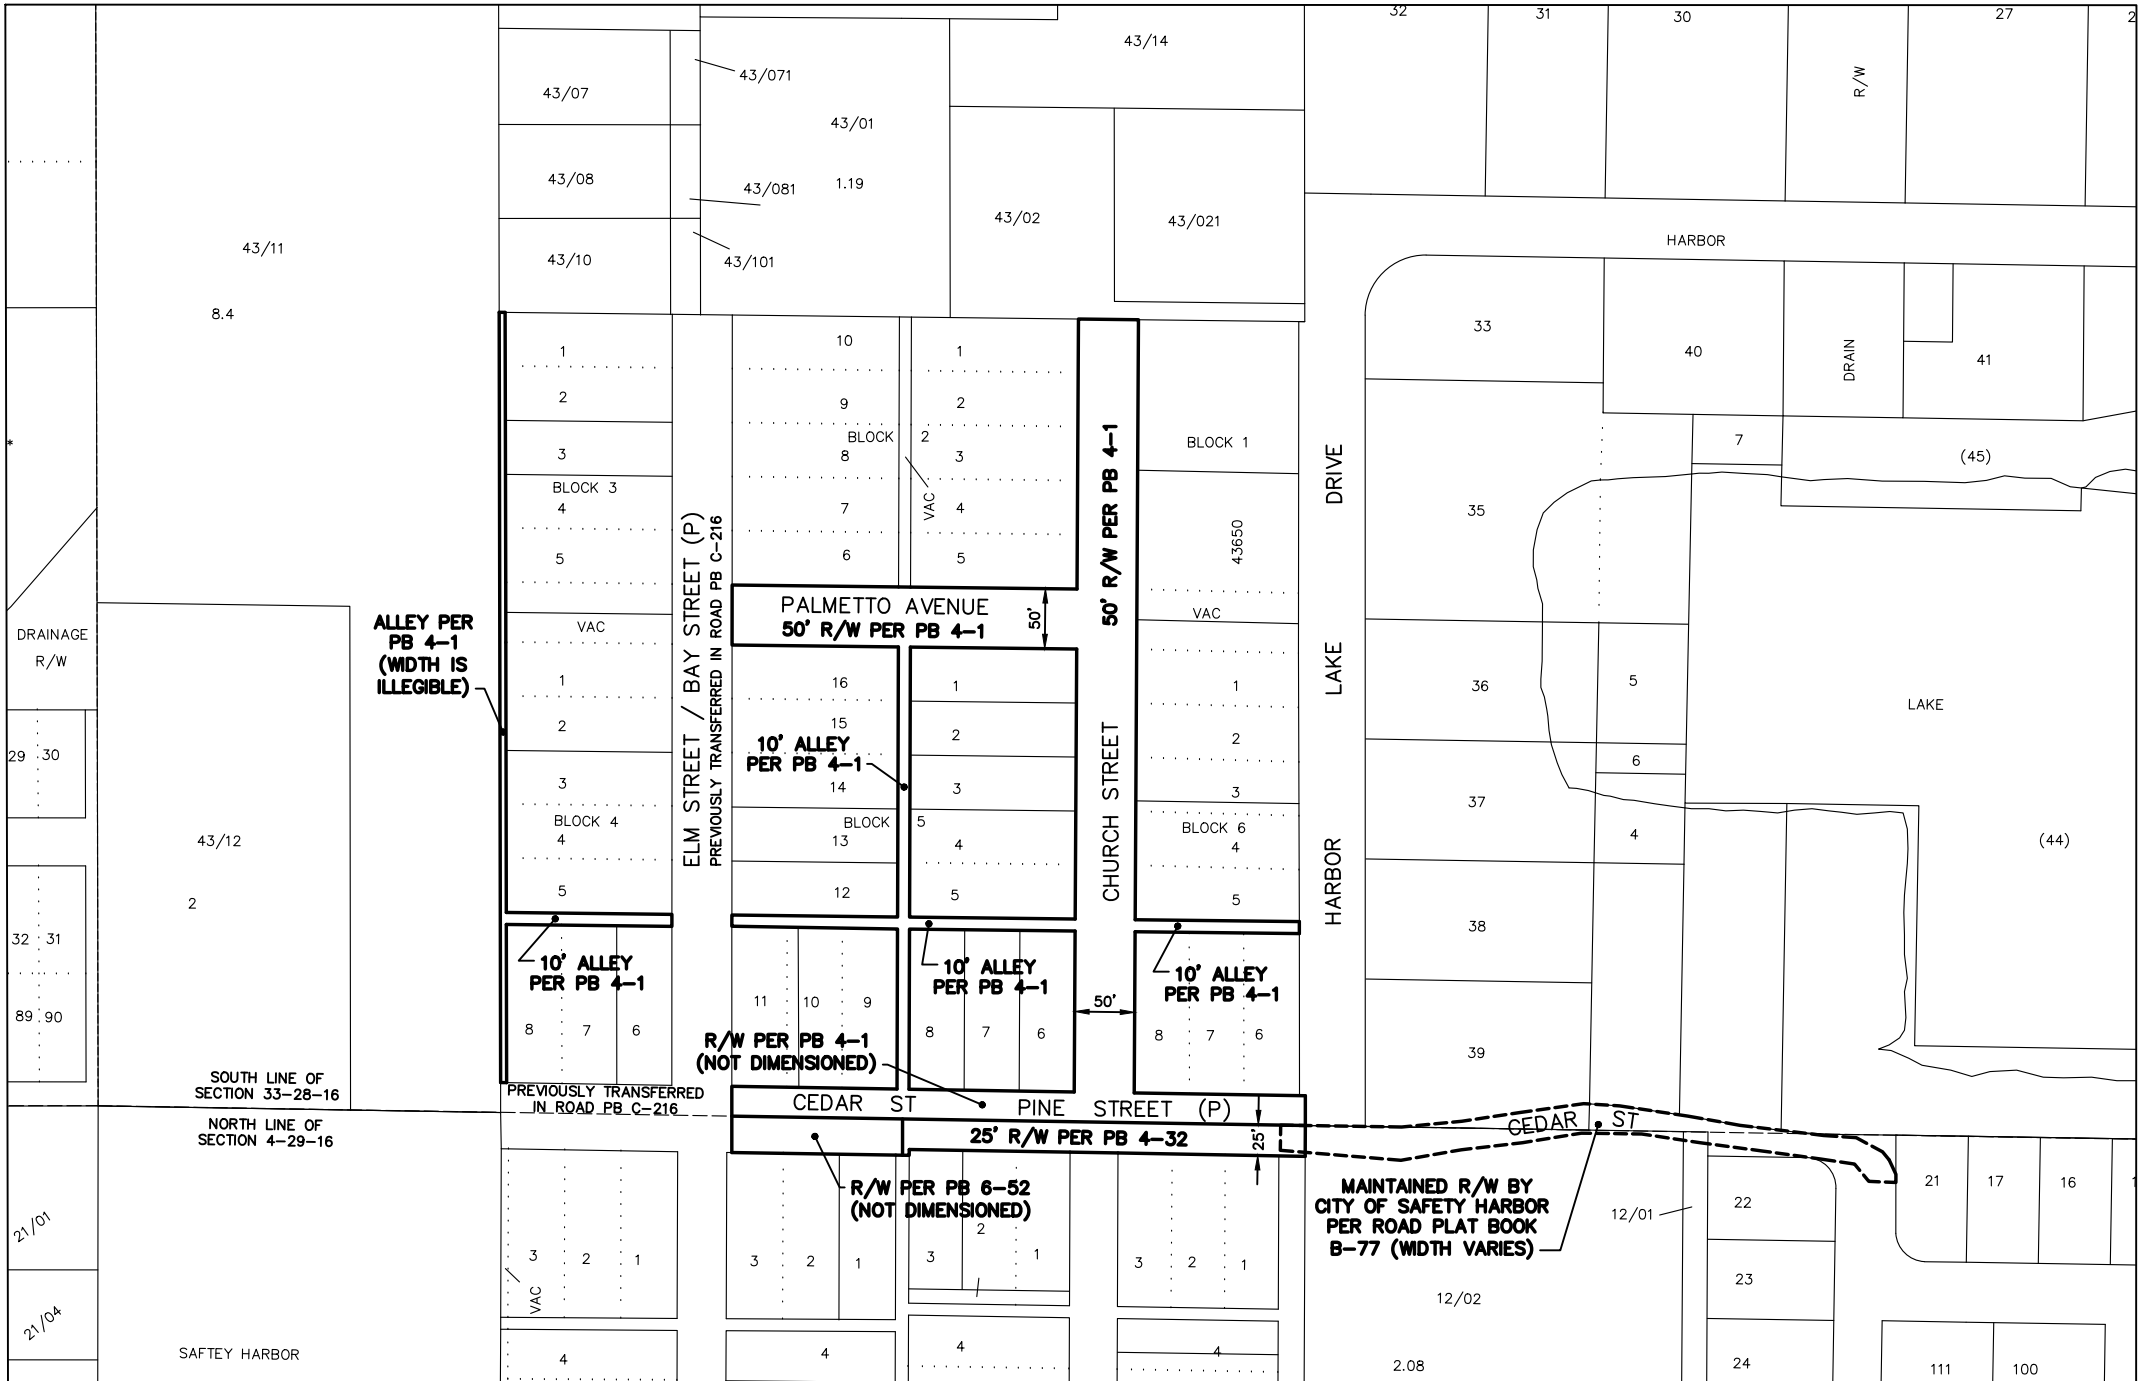 32
31
30
27
2
43/14
43/071
43/07
R/W
43/01
43/08
43/081
1.19
43/02
43/021
43/10
43/101
43/11
HARBOR
8.4
33
40
DRAIN
41
1
2
3
BLOCK 3
4
5
VAC
10
9
BLOCK 2
8
7
6
1
2
3
4
5
VAC
BLOCK 1
43650
VAC
50' R/W PER PB 4-1
CHURCH STREET
HARBOR LAKE DRIVE
7
(45)
35
*
DRAINAGE
R/W
ALLEY PER
PB 4-1
(WIDTH IS
ILLEGIBLE)
ELM STREET / BAY STREET (P)
PREVIOUSLY TRANSFERRED IN ROAD PB C-216
PALMETTO AVENUE
50' R/W PER PB 4-1
50'
36
5
LAKE
6
37
4
(44)
29
30
1
2
3
BLOCK 4
4
5
16
15
10' ALLEY
PER PB 4-1
14
BLOCK 5
13
12
1
2
3
4
5
1
2
3
BLOCK 6
4
5
43/12
2
32
31
89
90
38
39
10' ALLEY
PER PB 4-1
8
7
6
11
10
9
10' ALLEY
PER PB 4-1
8
7
6
50'
10' ALLEY
PER PB 4-1
8
7
6
R/W PER PB 4-1
(NOT DIMENSIONED)
SOUTH LINE OF
SECTION 33-28-16
NORTH LINE OF
SECTION 4-29-16
PREVIOUSLY TRANSFERRED
IN ROAD PB C-216
CEDAR ST
PINE STREET (P)
25' R/W PER PB 4-32
25'
CEDAR ST
R/W PER PB 6-52
(NOT DIMENSIONED)
MAINTAINED R/W BY
CITY OF SAFETY HARBOR
PER ROAD PLAT BOOK
B-77 (WIDTH VARIES)
21/01
21/04
SAFTEY HARBOR
3
2
1
VAC
4
3
2
1
4
3
2
1
4
3
2
1
4
12/01
12/02
2.08
22
23
24
21
17
16
1
111
100